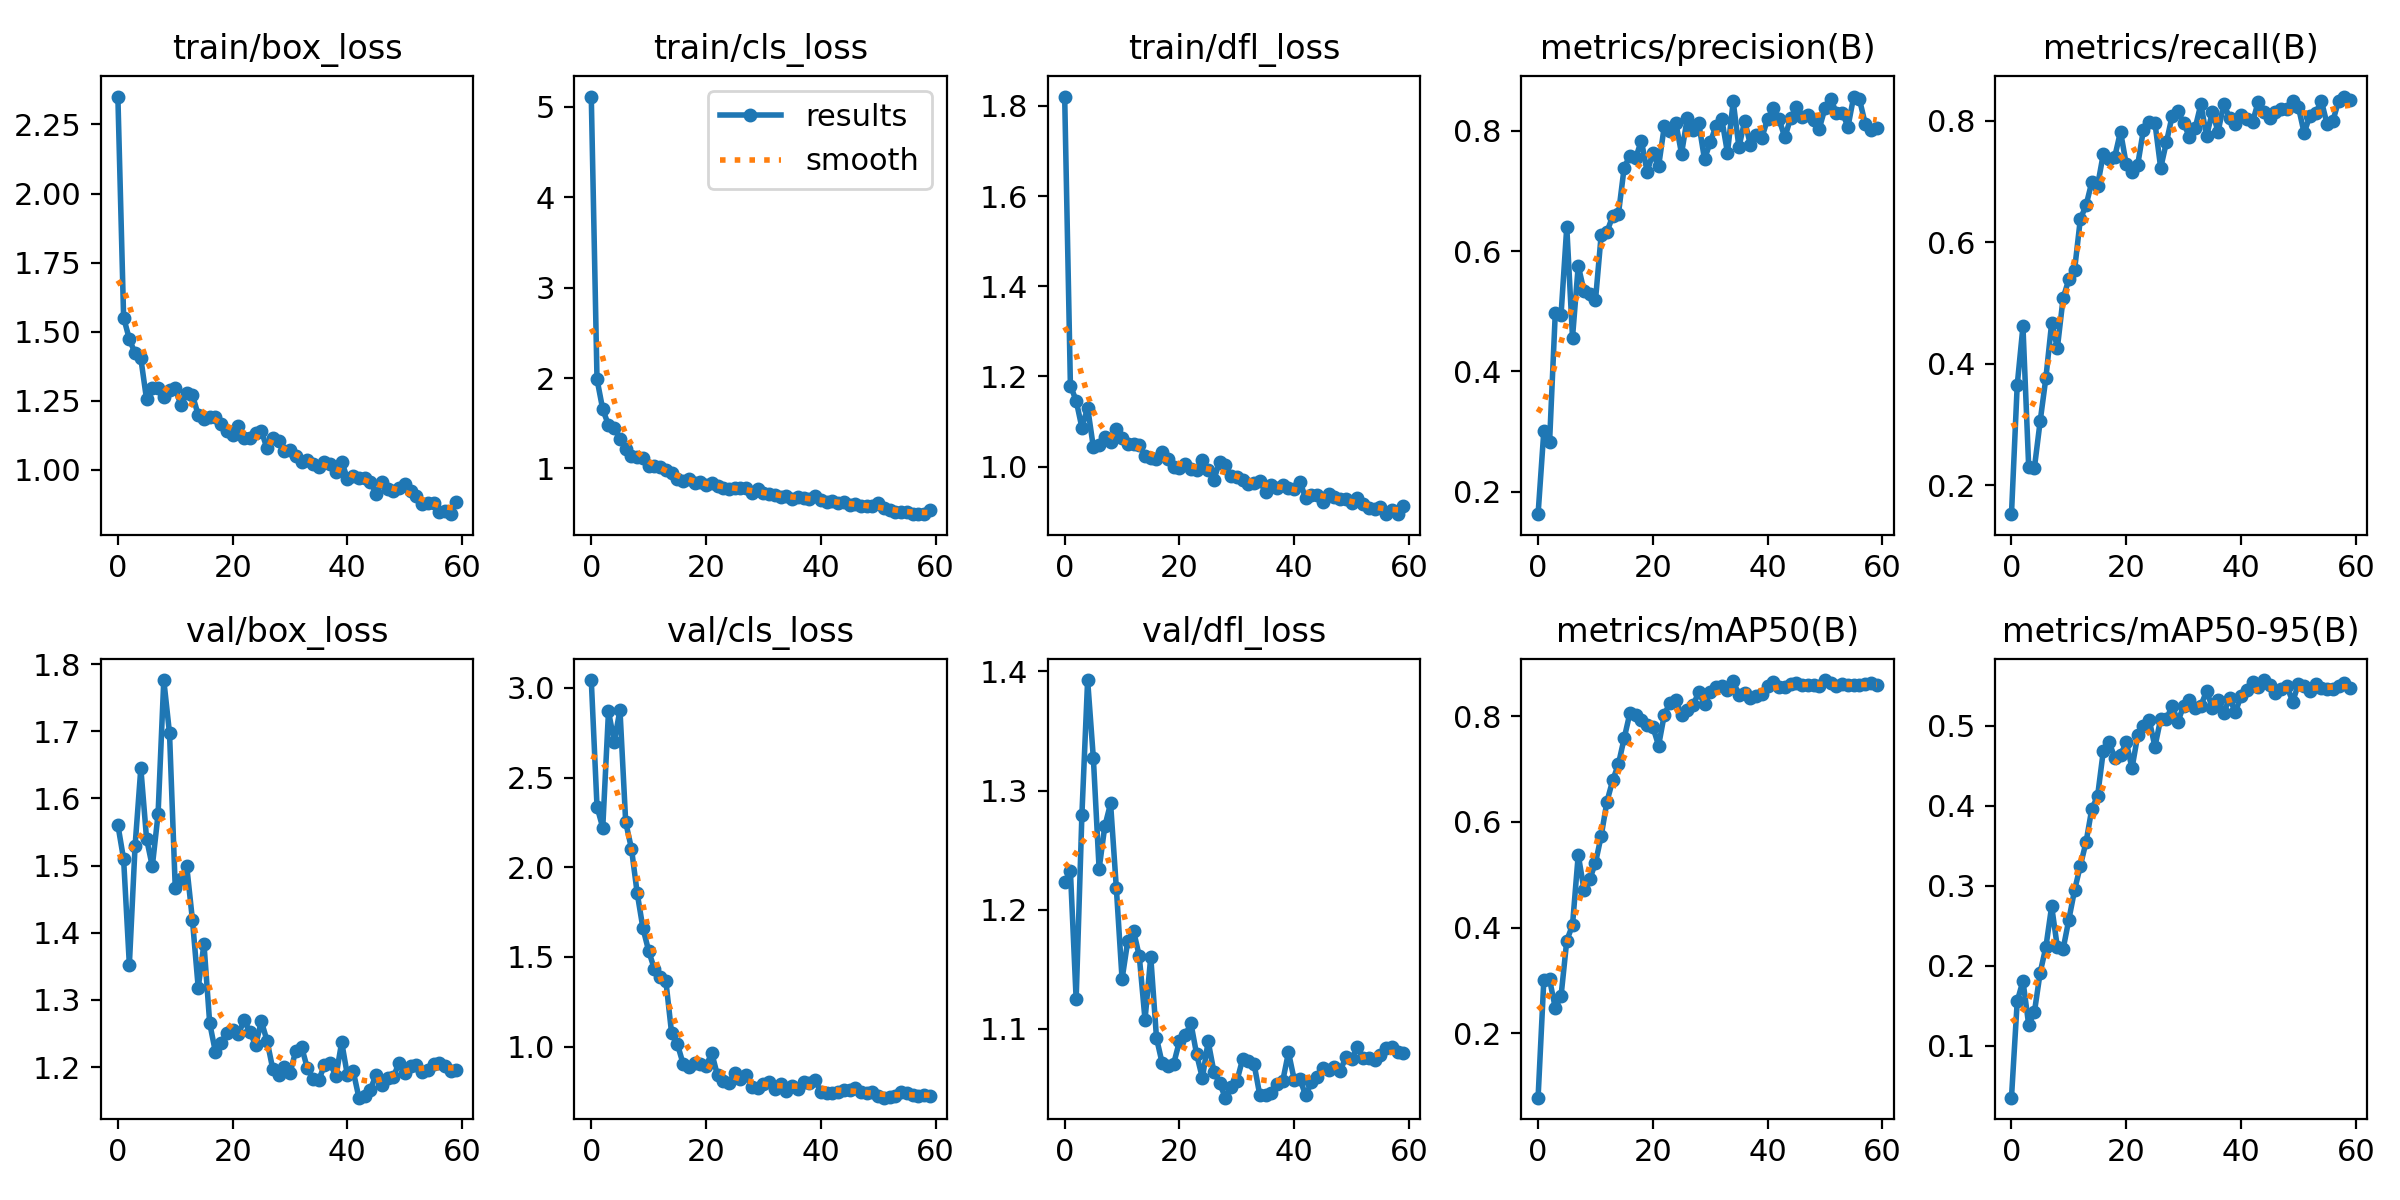 train/box_loss
2.25
2.00
1.75
1.50
1.25
1.00
0 20 40 60
train/cls_loss
results
smooth
5
4
3
2
1
0 20 40 60
train/dfl_loss
1.8
1.6
1.4
1.2
1.0
0 20 40 60
metrics/precision(B)
0.8
0.6
0.4
0.2
0 20 40 60
metrics/recall(B)
0.8
0.6
0.4
0.2
0 20 40 60
val/box_loss
1.8
1.7
1.6
1.5
1.4
1.3
1.2
0 20 40 60
val/cls_loss
3.0
2.5
2.0
1.5
1.0
0 20 40 60
val/dfl_loss
1.4
1.3
1.2
1.1
0 20 40 60
metrics/mAP50(B)
0.8
0.6
0.4
0.2
0 20 40 60
metrics/mAP50-95(B)
0.5
0.4
0.3
0.2
0.1
0 20 40 60